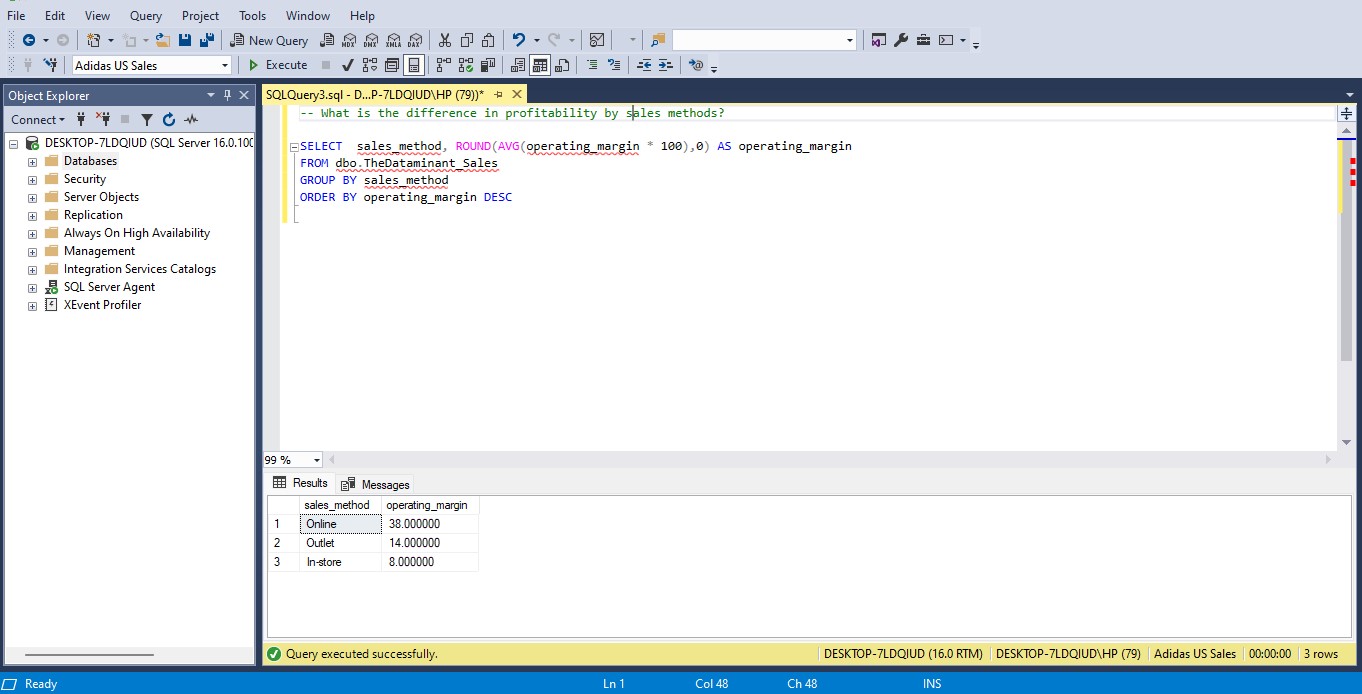 File Edit View Query Project Tools Window Help
New Query MDX DMX XMLA DAX
Adidas US Sales Execute
Object Explorer
Connect
DESKTOP-7LDQIUD (SQL Server 16.0.100
Databases
Security
Server Objects
Replication
Always On High Availability
Management
Integration Services Catalogs
SQL Server Agent
XEvent Profiler
SQLQuery3.sql - D...P-7LDQIUD\HP (79))*
-- What is the difference in profitability by sales methods?
SELECT  sales_method, ROUND(AVG(operating_margin * 100),0) AS operating_margin
FROM dbo.TheDataminant_Sales
GROUP BY sales_method
ORDER BY operating_margin DESC
99 %
Results Messages
sales_method operating_margin
1 Online 38.000000
2 Outlet 14.000000
3 In-store 8.000000
Query executed successfully. DESKTOP-7LDQIUD (16.0 RTM) DESKTOP-7LDQIUD\HP (79) Adidas US Sales 00:00:00 3 rows
Ready Ln 1 Col 48 Ch 48 INS